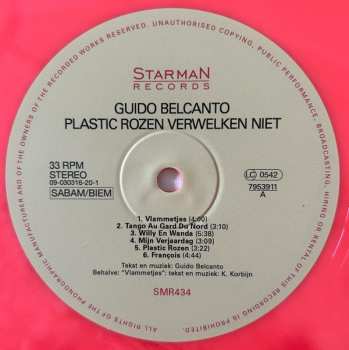 ALL RIGHTS OF THE PHONOGRAPHIC MANUFACTURER AND OF THE OWNERS OF THE RECORDED WORKS RESERVED. UNAUTHORISED COPYING, PUBLIC PERFORMANCE, BROADCASTING, HIRING OR RENTAL OF THIS RECORDING IS PROHIBITED.
STARMAN
RECORDS
GUIDO BELCANTO
PLASTIC ROZEN VERWELKEN NIET
33 RPM
STEREO
09-030316-20-1
SABAM/BIEM
LC 0542
7953911
A
1. Vlammetjes (4:00)
2. Tango Au Gard Du Nord (3:10)
3. Willy En Wanda (5:38)
4. Mijn Verjaardag (3:09)
5. Plastic Rozen (3:22)
6. François (4:44)
Tekst en muziek: Guido Belcanto
Behalve: "Vlammetjes": tekst en muziek: K. Korbijn
SMR434